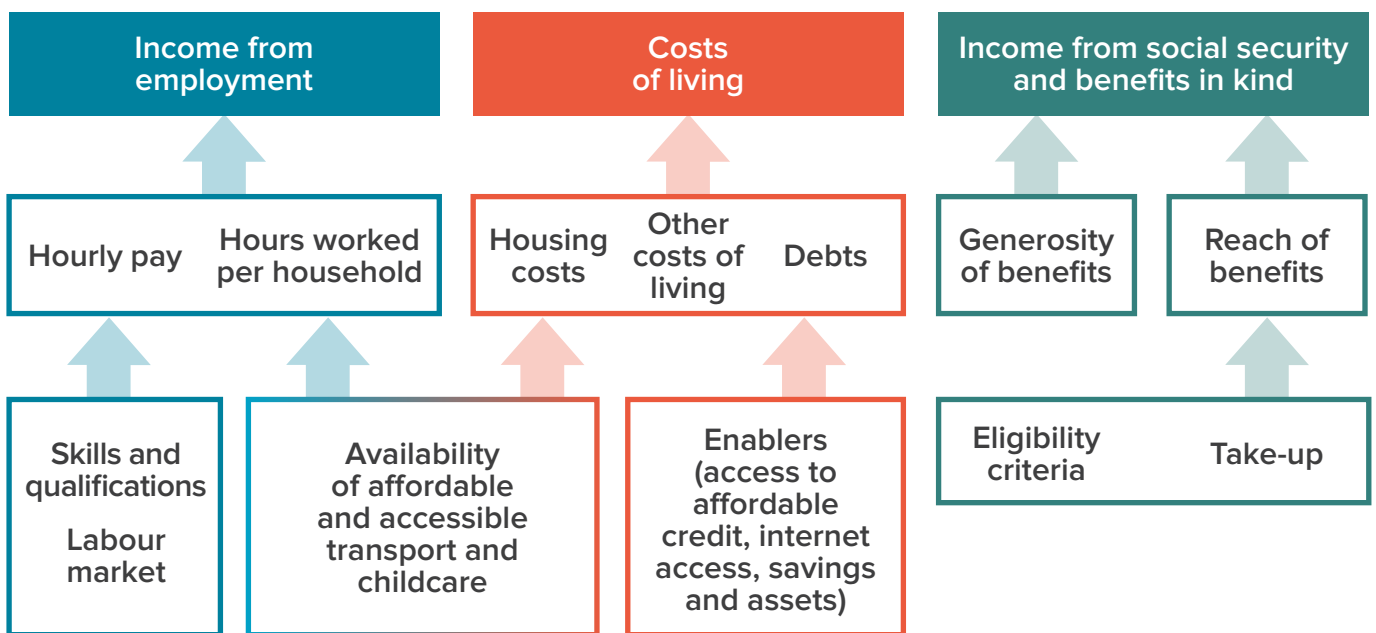 Income from
employment
Costs
of living
Income from social security
and benefits in kind
Hourly pay
Hours worked
per household
Housing
costs
Other
costs of
living
Debts
Generosity
of benefits
Reach of
benefits
Skills and
qualifications
Labour
market
Availability
of affordable
and accessible
transport and
childcare
Enablers
(access to
affordable
credit, internet
access, savings
and assets)
Eligibility
criteria
Take-up